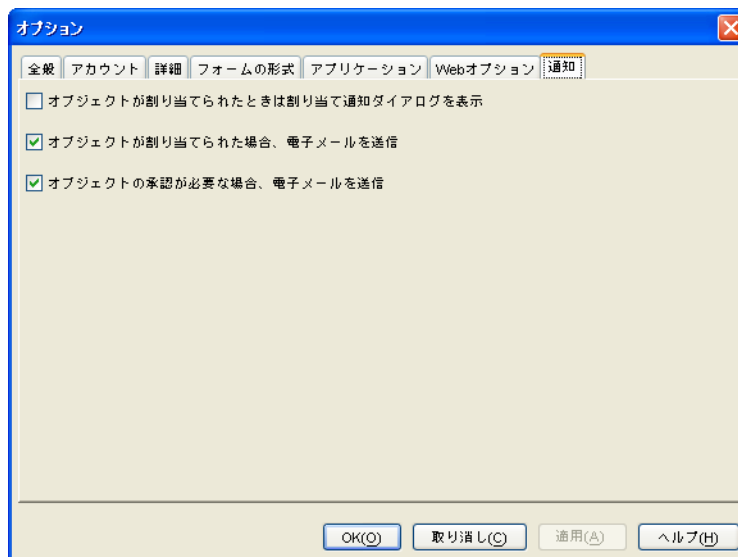 オプション
全般 アカウント 詳細 フォームの形式 アプリケーション Webオプション 通知
オブジェクトが割り当てられたときは割り当て通知ダイアログを表示
オブジェクトが割り当てられた場合、電子メールを送信
オブジェクトの承認が必要な場合、電子メールを送信
OK(O) 取り消し(C) 適用(A) ヘルプ(H)